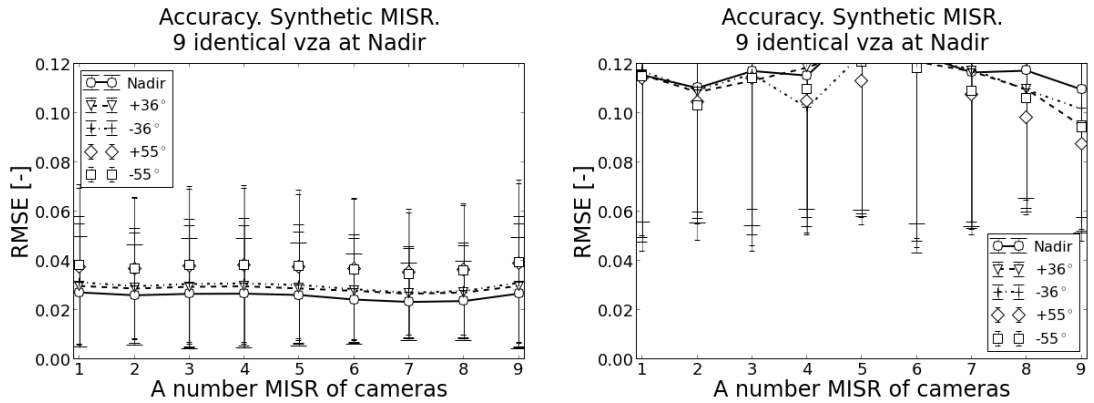 Accuracy. Synthetic MISR.
9 identical vza at Nadir
RMSE [-]
0.12
0.10
0.08
0.06
0.04
0.02
0.00
Nadir
+36°
-36°
+55°
-55°
1 2 3 4 5 6 7 8 9
A number MISR of cameras
Accuracy. Synthetic MISR.
9 identical vza at Nadir
RMSE [-]
0.12
0.10
0.08
0.06
0.04
0.02
0.00
Nadir
+36°
-36°
+55°
-55°
1 2 3 4 5 6 7 8 9
A number MISR of cameras